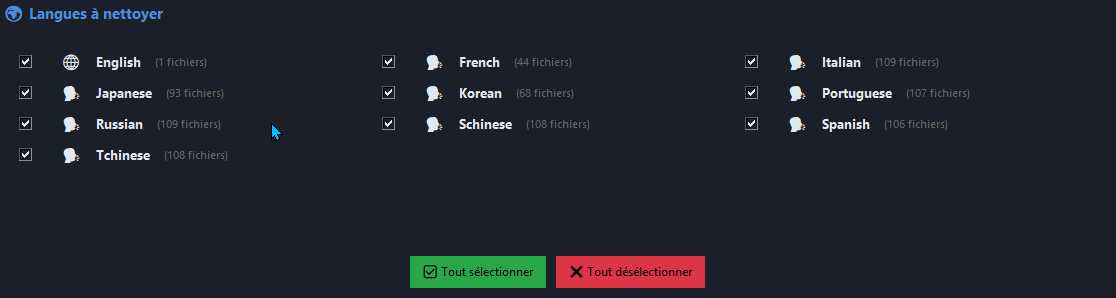 Langues à nettoyer
English (1 fichiers) French (44 fichiers) Italian (109 fichiers)
Japanese (93 fichiers) Korean (68 fichiers) Portuguese (107 fichiers)
Russian (109 fichiers) Schinese (108 fichiers) Spanish (106 fichiers)
Tchinese (108 fichiers)
Tout sélectionner Tout désélectionner